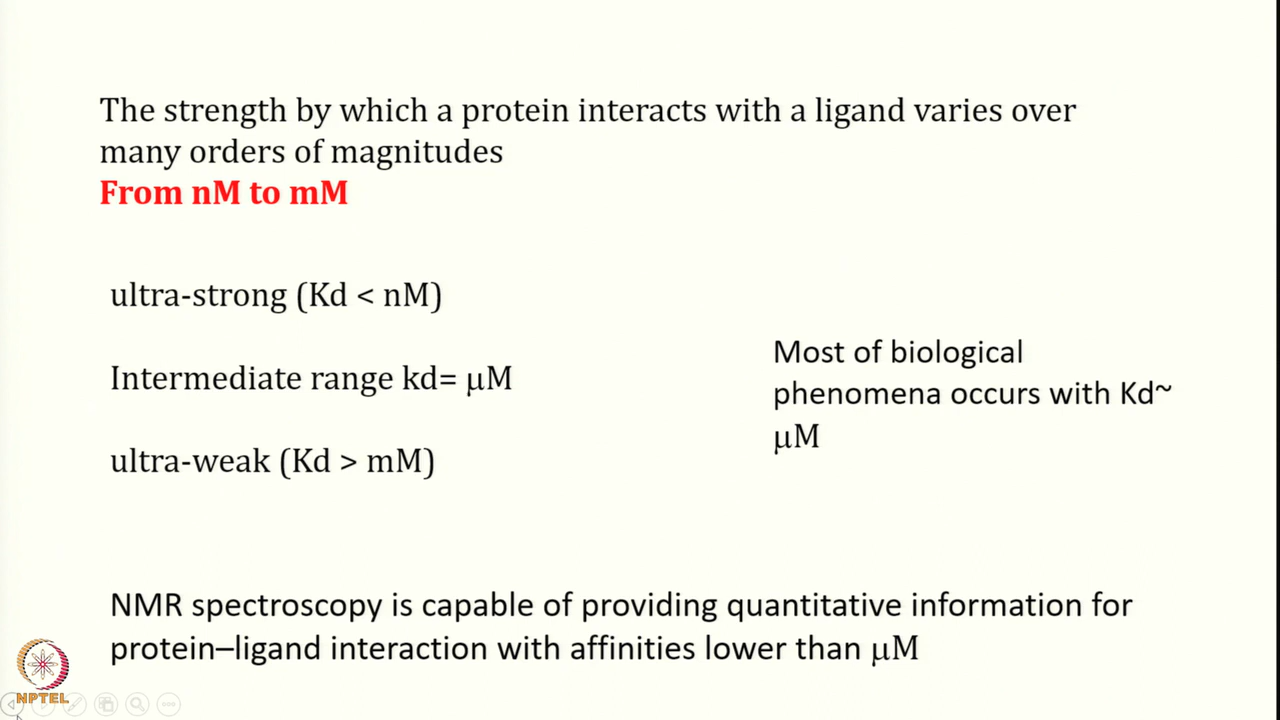 The strength by which a protein interacts with a ligand varies over
many orders of magnitudes
From nM to mM
ultra-strong (Kd < nM)
Intermediate range kd= μM
ultra-weak (Kd > mM)
Most of biological
phenomena occurs with Kd~
μM
NMR spectroscopy is capable of providing quantitative information for
protein–ligand interaction with affinities lower than μM
NPTEL